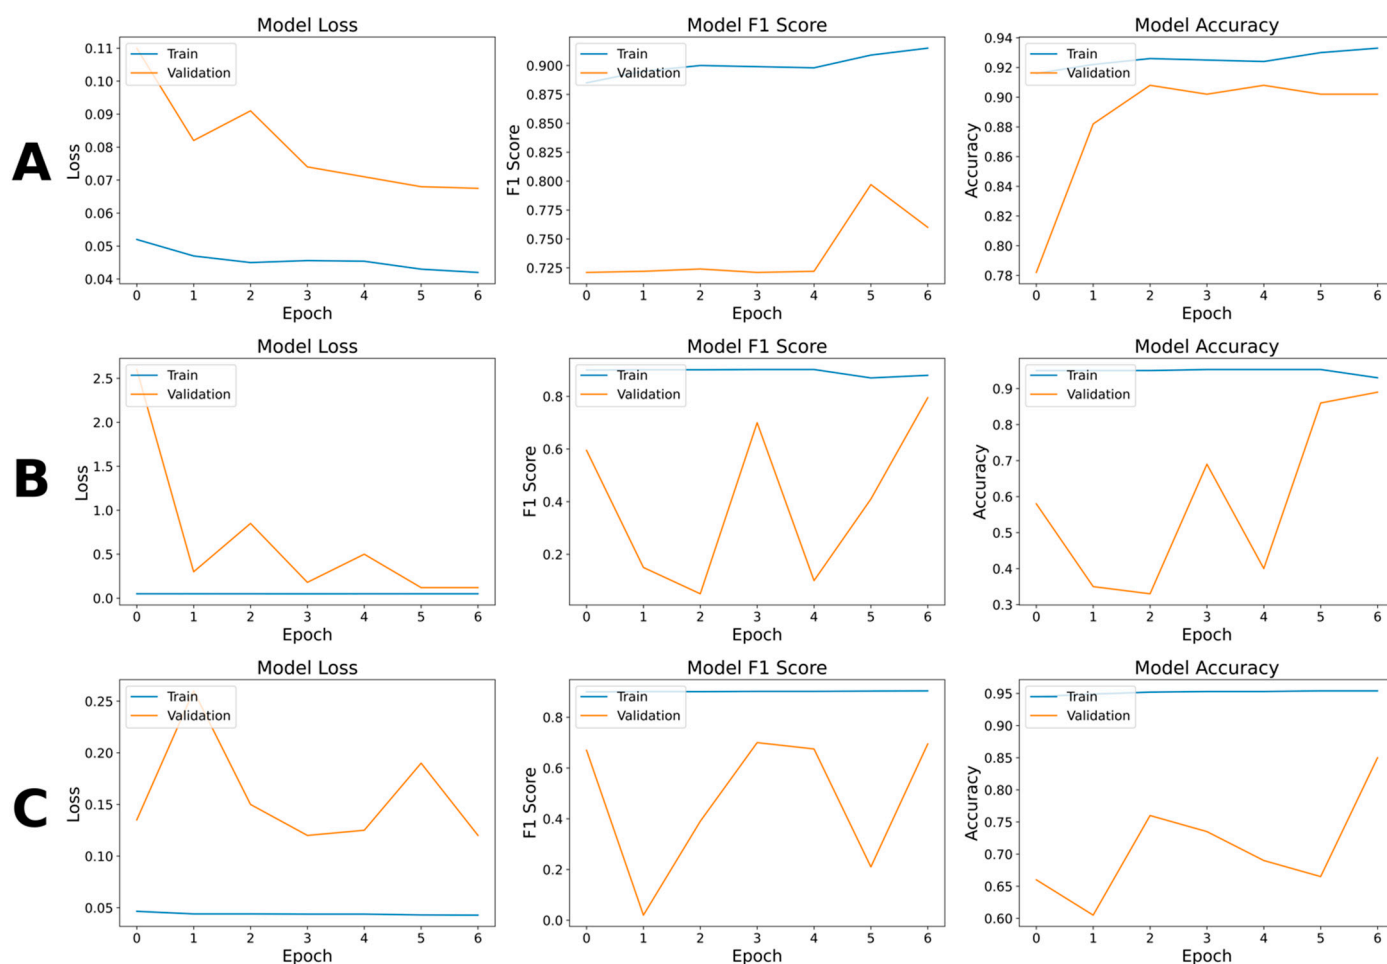 A
Model Loss
Train
Validation
0.11
0.10
0.09
0.08
0.07
0.06
0.05
0.04
Loss
0 1 2 3 4 5 6
Epoch
Model F1 Score
Train
Validation
0.900
0.875
0.850
0.825
0.800
0.775
0.750
0.725
F1 Score
0 1 2 3 4 5 6
Epoch
Model Accuracy
Train
Validation
0.94
0.92
0.90
0.88
0.86
0.84
0.82
0.80
0.78
Accuracy
0 1 2 3 4 5 6
Epoch
B
Model Loss
Train
Validation
2.5
2.0
1.5
1.0
0.5
0.0
Loss
0 1 2 3 4 5 6
Epoch
Model F1 Score
Train
Validation
0.8
0.6
0.4
0.2
F1 Score
0 1 2 3 4 5 6
Epoch
Model Accuracy
Train
Validation
0.9
0.8
0.7
0.6
0.5
0.4
0.3
Accuracy
0 1 2 3 4 5 6
Epoch
C
Model Loss
Train
Validation
0.25
0.20
0.15
0.10
0.05
Loss
0 1 2 3 4 5 6
Epoch
Model F1 Score
Train
Validation
0.8
0.6
0.4
0.2
0.0
F1 Score
0 1 2 3 4 5 6
Epoch
Model Accuracy
Train
Validation
0.95
0.90
0.85
0.80
0.75
0.70
0.65
0.60
Accuracy
0 1 2 3 4 5 6
Epoch